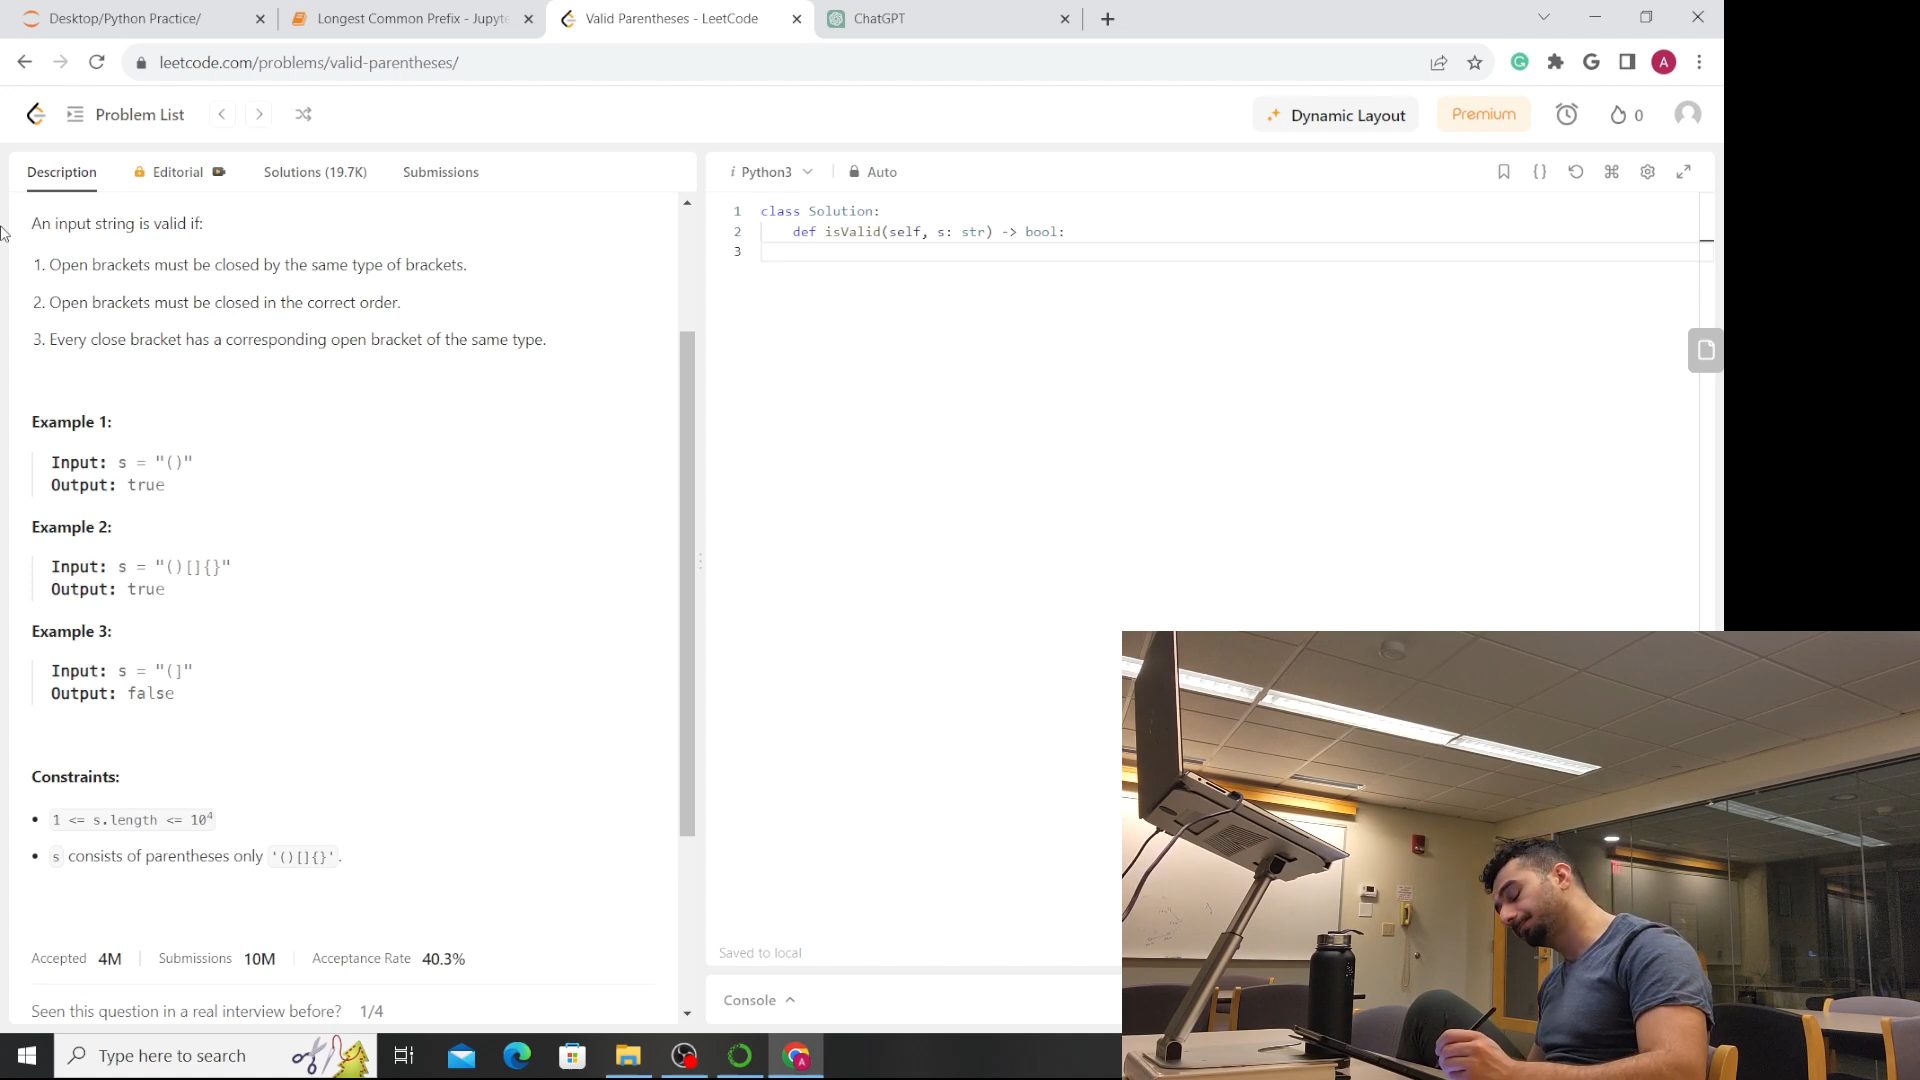 Desktop/Python Practice/
Longest Common Prefix - Jupyte
Valid Parentheses - LeetCode
ChatGPT
leetcode.com/problems/valid-parentheses/
G
A
Problem List
Dynamic Layout
Premium
0
Description
Editorial
Solutions (19.7K)
Submissions
i Python3
Auto
An input string is valid if:
1. Open brackets must be closed by the same type of brackets.
2. Open brackets must be closed in the correct order.
3. Every close bracket has a corresponding open bracket of the same type.
Example 1:
Input: s = "()"
Output: true
Example 2:
Input: s = "()[]{}"
Output: true
Example 3:
Input: s = "(]"
Output: false
Constraints:
1 <= s.length <= 10⁴
s consists of parentheses only '()[]{}'.
Accepted 4M
Submissions 10M
Acceptance Rate 40.3%
Seen this question in a real interview before? 1/4
1 class Solution:
2 def isValid(self, s: str) -> bool:
3
Saved to local
Console
Type here to search